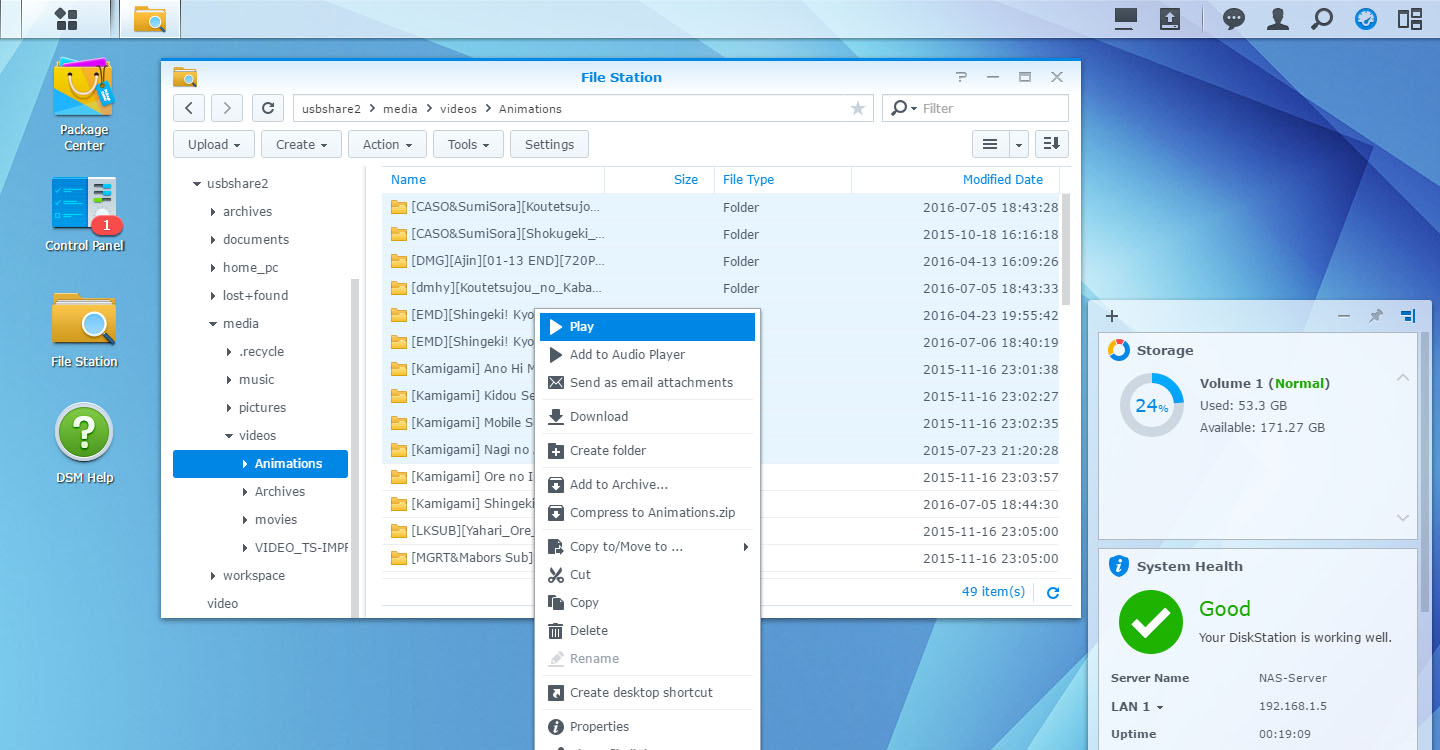 Package
Center
1
Control Panel
File Station
DSM Help
File Station
usbshare2 > media > videos > Animations
Filter
Upload
Create
Action
Tools
Settings
usbshare2
archives
documents
home_pc
lost+found
media
.recycle
music
pictures
videos
Animations
Archives
movies
VIDEO_TS-IMPR
workspace
video
Name Size File Type Modified Date
[CASO&SumiSora][Koutetsujo... Folder 2016-07-05 18:43:28
[CASO&SumiSora][Shokugeki_... Folder 2015-10-18 16:16:18
[DMG][Ajin][01-13 END][720P... Folder 2016-04-13 16:09:26
[dmhy][Koutetsujou_no_Kaba... Folder 2016-07-05 18:43:33
[EMD][Shingeki! Kyo 2016-04-23 19:55:42
[EMD][Shingeki! Kyo 2016-07-06 18:40:19
[Kamigami] Ano Hi M 2015-11-16 23:01:38
[Kamigami] Kidou Se 2015-11-16 23:02:27
[Kamigami] Mobile S 2015-11-16 23:02:35
[Kamigami] Nagi no 2015-07-23 21:20:28
[Kamigami] Ore no I 2015-11-16 23:03:57
[Kamigami] Shingeki 2016-07-05 18:44:30
[LKSUB][Yahari_Ore_ 2015-11-16 23:05:00
[MGRT&Mabors Sub] 2015-11-16 23:05:00
49 item(s)
Play
Add to Audio Player
Send as email attachments
Download
Create folder
Add to Archive...
Compress to Animations.zip
Copy to/Move to ...
Cut
Copy
Delete
Rename
Create desktop shortcut
Properties
Storage
24%
Volume 1 (Normal)
Used: 53.3 GB
Available: 171.27 GB
System Health
Good
Your DiskStation is working well.
Server Name NAS-Server
LAN 1 192.168.1.5
Uptime 00:19:09